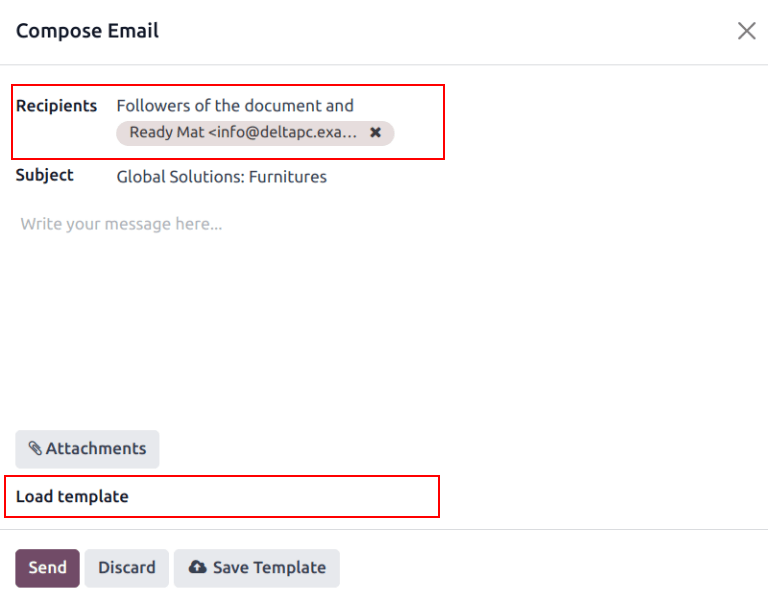 Compose Email
Recipients Followers of the document and
Ready Mat <info@deltapc.exa...
Subject Global Solutions: Furnitures
Write your message here...
Attachments
Load template
Send Discard Save Template